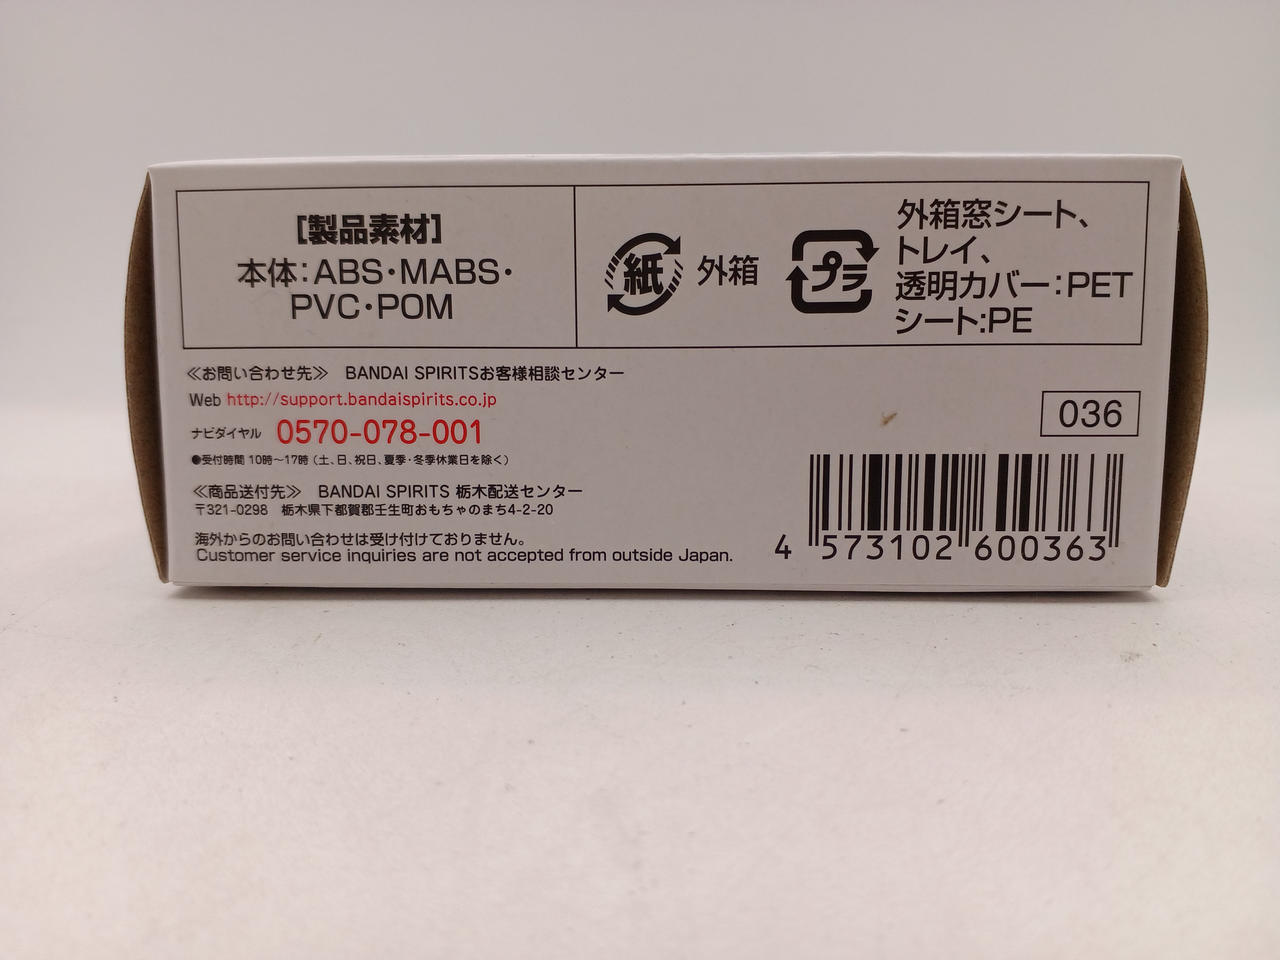 [製品素材]
本体：ABS・MABS・
PVC・POM
紙 外箱
プラ
外箱窓シート、
トレイ、
透明カバー：PET
シート:PE
≪お問い合わせ先≫ BANDAI SPIRITSお客様相談センター
Web http://support.bandaispirits.co.jp
ナビダイヤル 0570-078-001
●受付時間 10時～17時（土、日、祝日、夏季・冬季休業日を除く）
≪商品送付先≫ BANDAI SPIRITS 栃木配送センター
〒321-0298 栃木県下都賀郡壬生町おもちゃのまち4-2-20
海外からのお問い合わせは受け付けておりません。
Customer service inquiries are not accepted from outside Japan.
036
4 573102 600363